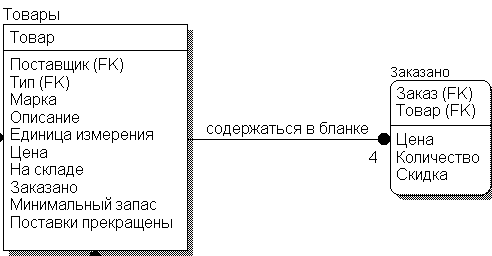 Товары
Товар
Поставщик (FK)
Тип (FK)
Марка
Описание
Единица измерения
Цена
На складе
Заказано
Минимальный запас
Поставки прекращены
содержаться в бланке
4
Заказано
Заказ (FK)
Товар (FK)
Цена
Количество
Скидка